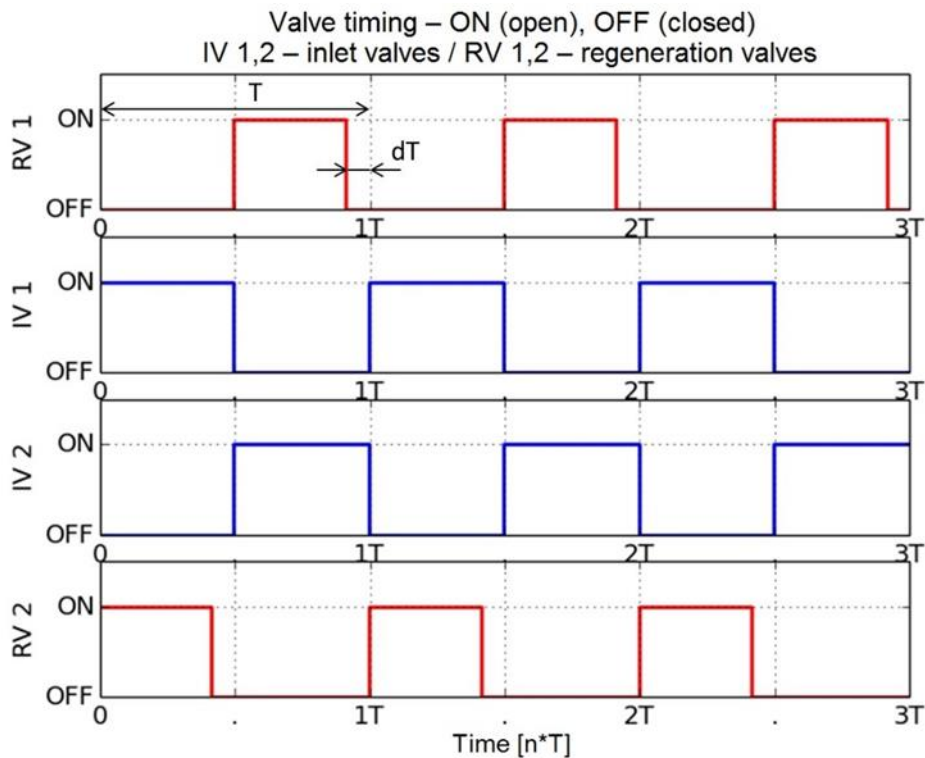 Valve timing – ON (open), OFF (closed)
IV 1,2 – inlet valves / RV 1,2 – regeneration valves
T
ON
RV 1
dT
OFF
0 . 1T . 2T . 3T
ON
IV 1
OFF
0 . 1T . 2T . 3T
ON
IV 2
OFF
0 . 1T . 2T . 3T
ON
RV 2
OFF
0 . 1T . 2T . 3T
Time [n*T]